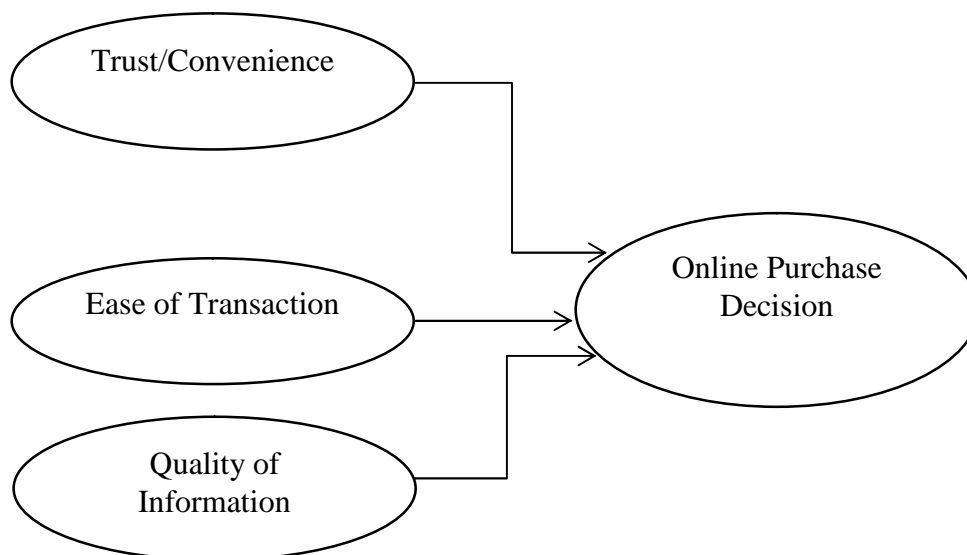 Trust/Convenience
Ease of Transaction
Online Purchase
Decision
Quality of
Information